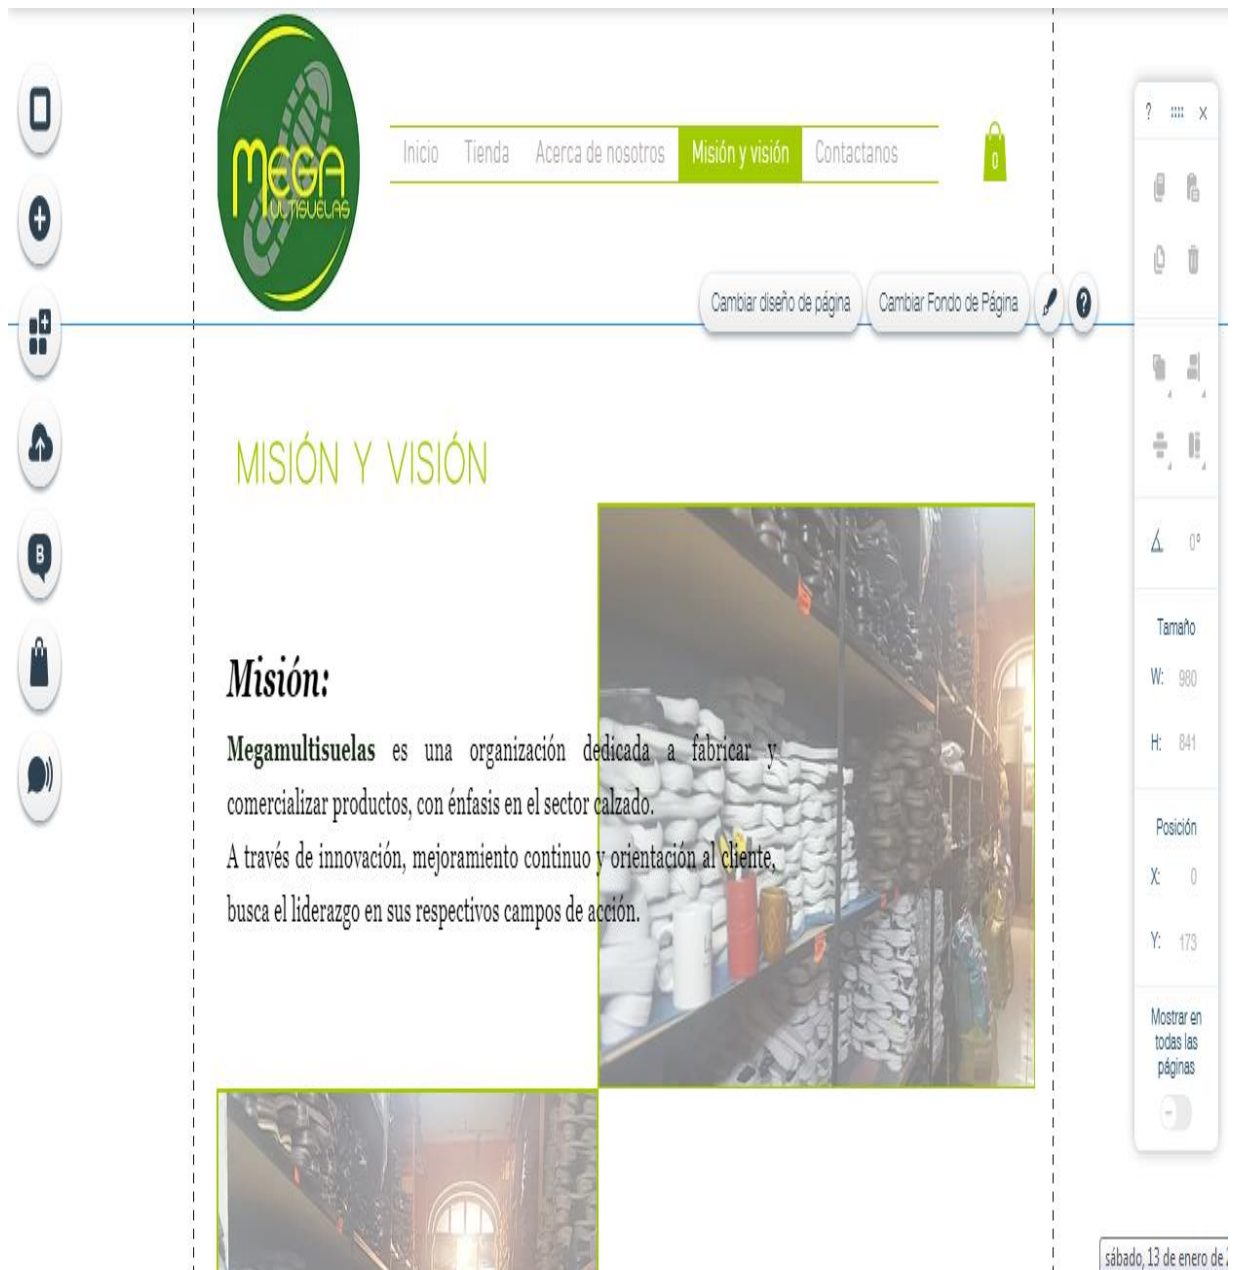 MEGA
ULTISUELAS
Inicio Tienda Acerca de nosotros Misión y visión Contactanos
0
? ×
Cambiar diseño de página Cambiar Fondo de Página ?
MISIÓN Y VISIÓN
B
0°
Tamaño
W: 980
H: 841
Posición
X: 0
Y: 173
Mostrar en
todas las
páginas
Misión:
Megamultisuelas es una organización dedicada a fabricar y
comercializar productos, con énfasis en el sector calzado.
A través de innovación, mejoramiento continuo y orientación al cliente,
busca el liderazgo en sus respectivos campos de acción.
sábado, 13 de enero de